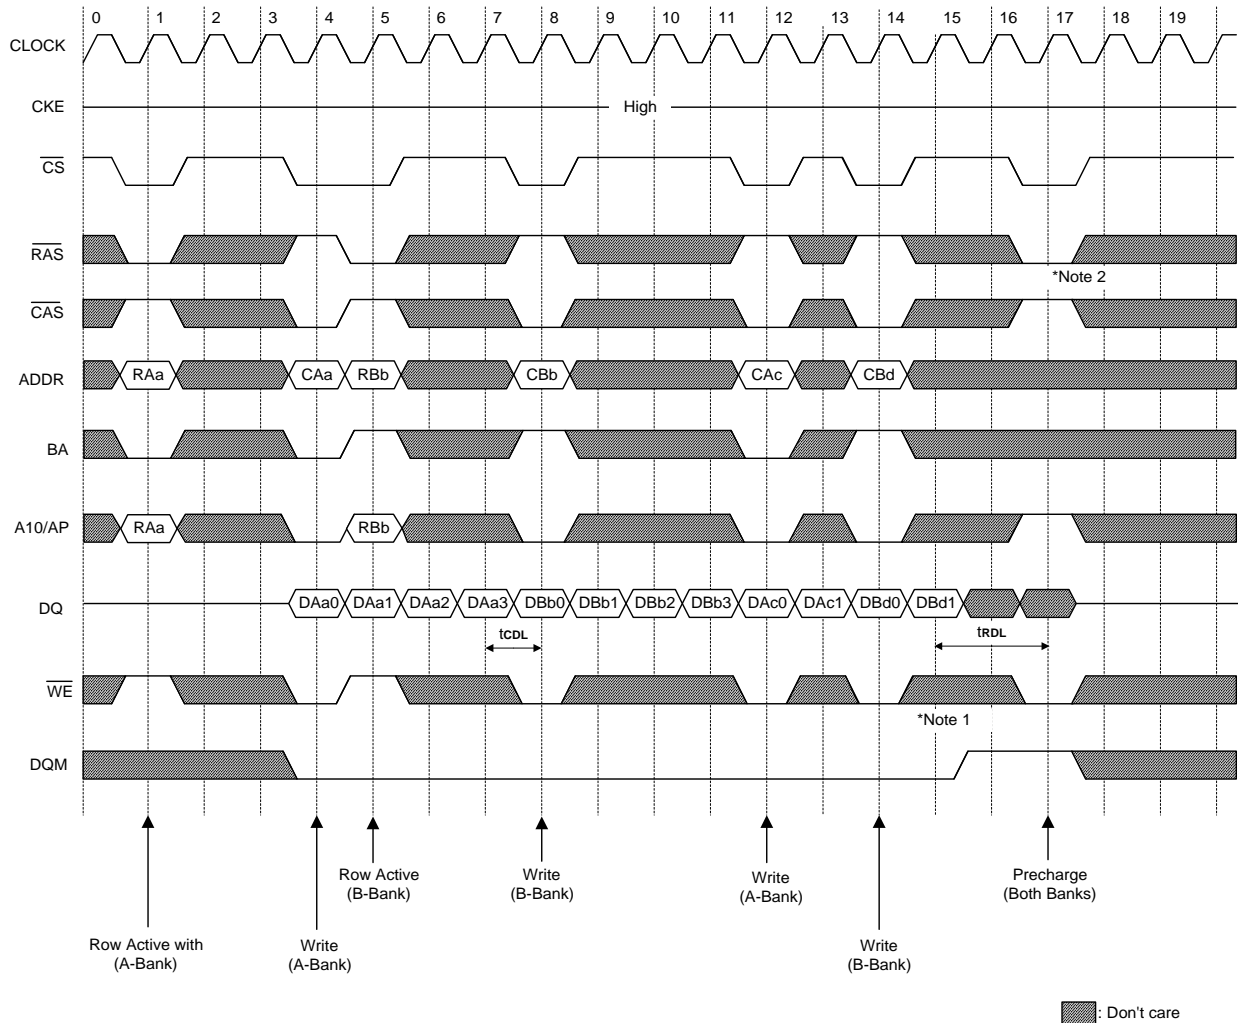 0 1 2 3 4 5 6 7 8 9 10 11 12 13 14 15 16 17 18 19
CLOCK
CKE
High
CS
RAS
*Note 2
CAS
ADDR
RAa CAa RBb CBb CAc CBd
BA
A10/AP
RAa RBb
DQ
DAa0 DAa1 DAa2 DAa3 DBb0 DBb1 DBb2 DBb3 DAc0 DAc1 DBd0 DBd1
tCDL tRDL
WE
*Note 1
DQM
Row Active
(B-Bank)
Write
(B-Bank)
Write
(A-Bank)
Precharge
(Both Banks)
Row Active with
(A-Bank)
Write
(A-Bank)
Write
(B-Bank)
: Don't care